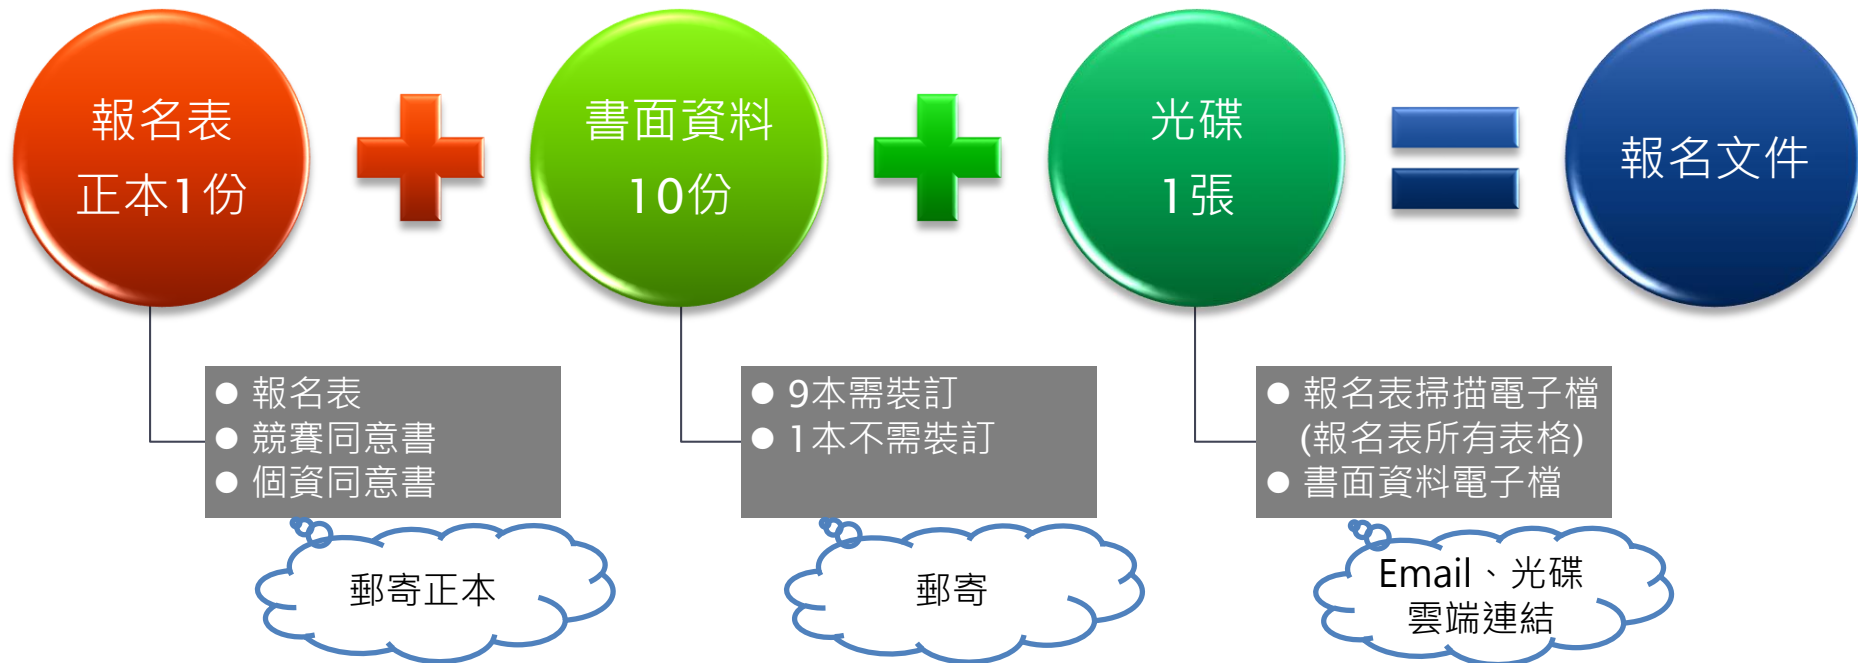 報名表
正本1份
書面資料
10份
光碟
1張
報名文件
● 報名表
● 競賽同意書
● 個資同意書
● 9本需裝訂
● 1本不需裝訂
● 報名表掃描電子檔
(報名表所有表格)
● 書面資料電子檔
郵寄正本
郵寄
Email、光碟
雲端連結